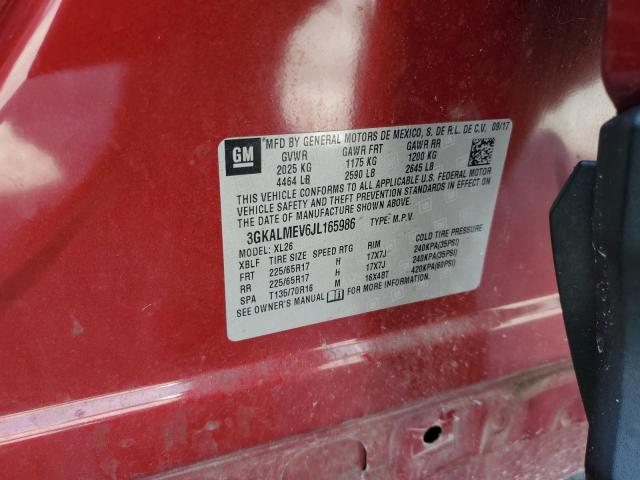 GM
*MFD BY GENERAL MOTORS DE MEXICO, S. DE R.L. DE C.V. 09/17
GVWR GAWR FRT GAWR RR
2025 KG 1175 KG 1200 KG
4464 LB 2590 LB 2645 LB
THIS VEHICLE CONFORMS TO ALL APPLICABLE U.S. FEDERAL MOTOR
VEHICLE SAFETY AND THEFT PREVENTION STANDARDS IN EFFECT ON
THE DATE OF MANUFACTURE SHOWN ABOVE.
3GKALMEV6JL165986 TYPE: M.P.V.
MODEL: XL26
XBLF TIRE SIZE SPEED RTG RIM COLD TIRE PRESSURE
FRT 225/65R17 H 17X7J 240KPA(35PSI)
RR 225/65R17 H 17X7J 240KPA(35PSI)
SPA T135/70R16 M 16X4BT 420KPA(60PSI)
SEE OWNER'S MANUAL FOR MORE INFORMATION.